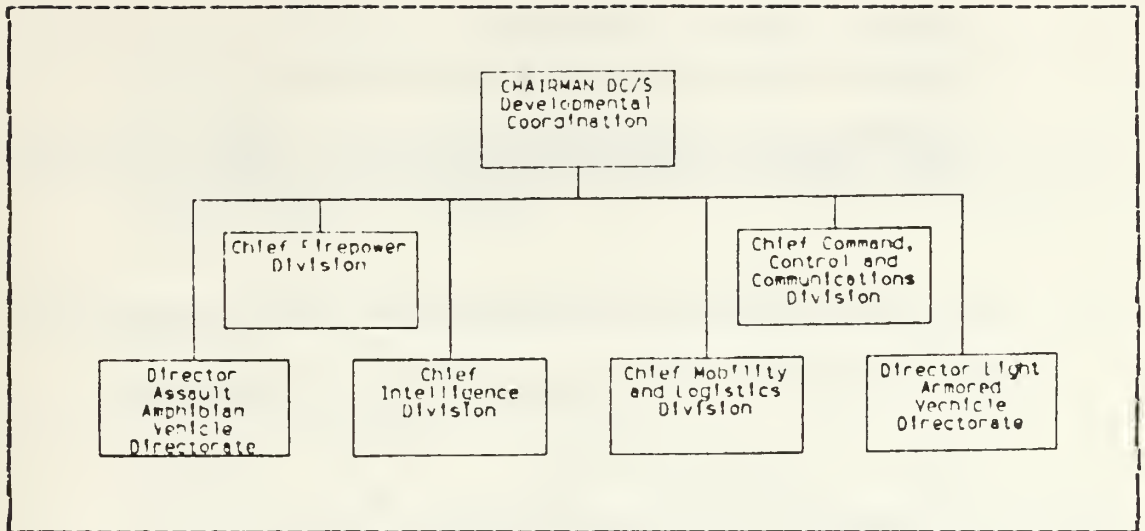 CHAIRMAN DC/S
Developmental
Coordination
Chief Firepower
Division
Chief Command,
Control and
Communications
Division
Director
Assault
Amphibian
Vehicle
Directorate
Chief
Intelligence
Division
Chief Mobility
and Logistics
Division
Director Light
Armored
Vechicle
Directorate